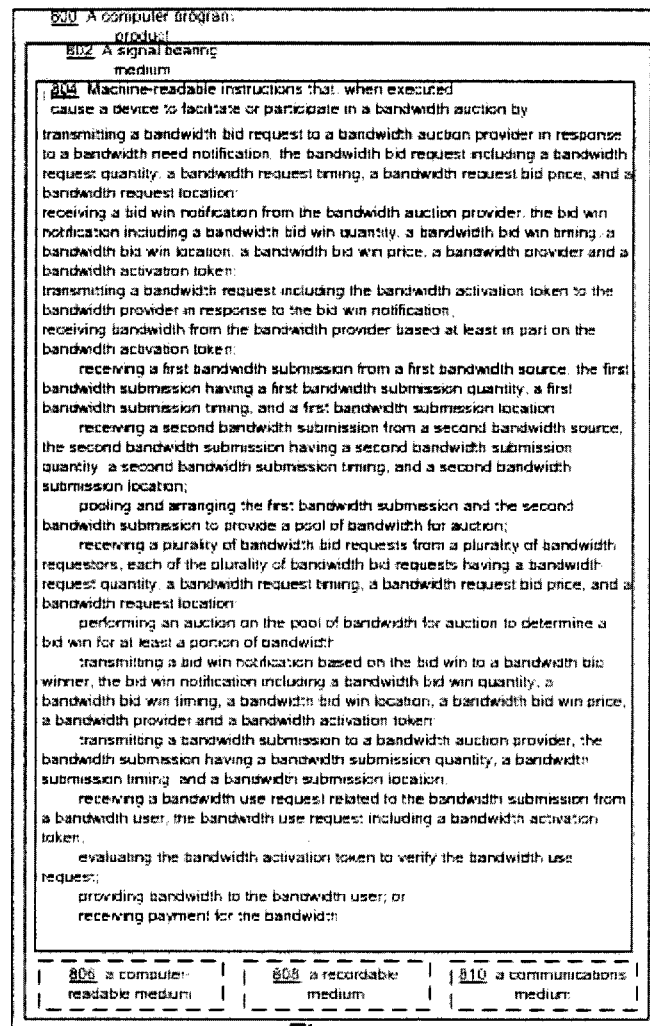 800 A computer program
product
802 A signal bearing
medium
804 Machine-readable instructions that, when executed
cause a device to facilitate or participate in a bandwidth auction by
transmitting a bandwidth bid request to a bandwidth auction provider in response
to a bandwidth need notification, the bandwidth bid request including a bandwidth
request quantity, a bandwidth request timing, a bandwidth request bid price, and a
bandwidth request location;
receiving a bid win notification from the bandwidth auction provider, the bid win
notification including a bandwidth bid win quantity, a bandwidth bid win timing, a
bandwidth bid win location, a bandwidth bid win price, a bandwidth provider and a
bandwidth activation token;
transmitting a bandwidth request including the bandwidth activation token to the
bandwidth provider in response to the bid win notification;
receiving bandwidth from the bandwidth provider based at least in part on the
bandwidth activation token;
receiving a first bandwidth submission from a first bandwidth source, the first
bandwidth submission having a first bandwidth submission quantity, a first
bandwidth submission timing, and a first bandwidth submission location
receiving a second bandwidth submission from a second bandwidth source,
the second bandwidth submission having a second bandwidth submission
quantity, a second bandwidth submission timing, and a second bandwidth
submission location;
pooling and arranging the first bandwidth submission and the second
bandwidth submission to provide a pool of bandwidth for auction;
receiving a plurality of bandwidth bid requests from a plurality of bandwidth
requestors, each of the plurality of bandwidth bid requests having a bandwidth
request quantity, a bandwidth request timing, a bandwidth request bid price, and a
bandwidth request location;
performing an auction on the pool of bandwidth for auction to determine a
bid win for at least a portion of bandwidth
transmitting a bid win notification based on the bid win to a bandwidth bid
winner, the bid win notification including a bandwidth bid win quantity, a
bandwidth bid win timing, a bandwidth bid win location, a bandwidth bid win price,
a bandwidth provider and a bandwidth activation token;
transmitting a bandwidth submission to a bandwidth auction provider, the
bandwidth submission having a bandwidth submission quantity, a bandwidth
submission timing, and a bandwidth submission location;
receiving a bandwidth use request related to the bandwidth submission from
a bandwidth user, the bandwidth use request including a bandwidth activation
token;
evaluating the bandwidth activation token to verify the bandwidth use
request;
providing bandwidth to the bandwidth user; or
receiving payment for the bandwidth
806 a computer-
readable medium
808 a recordable
medium
810 a communications
medium